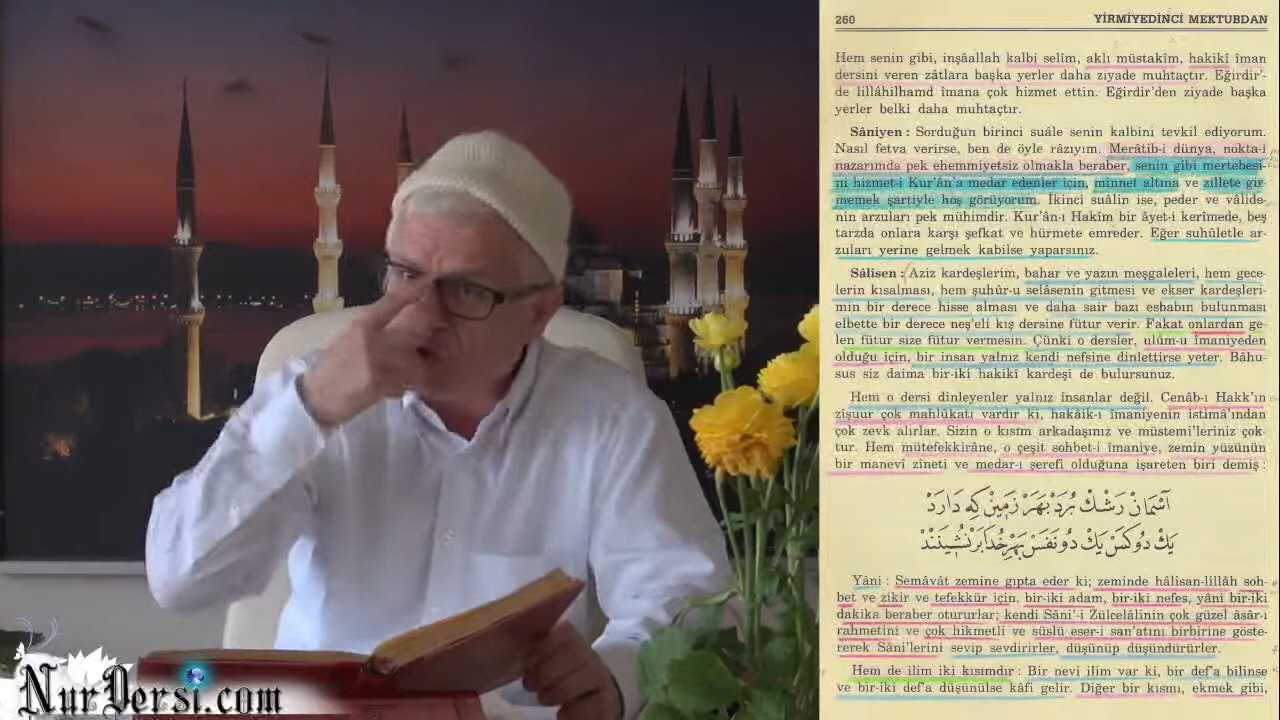 260 YİRMİYEDİNCİ MEKTUBDAN
Hem senin gibi, inşâallah kalbi selîm, aklı müstakîm, hakikî îman
dersini veren zâtlara başka yerler daha ziyade muhtaçtır. Eğirdir'-
de lillâhilhamd îmana çok hizmet ettin. Eğirdir'den ziyade başka
yerler belki daha muhtaçtır.
Sâniyen : Sorduğun birinci suâle senin kalbini tevkil ediyorum.
Nasıl fetva verirse, ben de öyle râzıyım. Merâtib-i dünya, nokta-i
nazarımda pek ehemmiyetsiz olmakla beraber, senin gibi mertebesi-
ni hizmet-i Kur'ân'a medar edenler için, minnet altına ve zillete gir-
memek şartiyle hoş görüyorum. İkinci suâlin ise, peder ve vâlide-
nin arzuları pek mühimdir. Kur'ân-ı Hakîm bir âyet-i kerîmede, beş
tarzda onlara karşı şefkat ve hürmete emreder. Eğer suhûletle ar-
zuları yerine gelmek kabilse yaparsınız.
Sâlisen : Aziz kardeşlerim, bahar ve yazın meşgaleleri, hem gece-
lerin kısalması, hem şuhûr-u selâsenin gitmesi ve ekser kardeşleri-
min bir derece hisse alması ve daha sair bazı esbabın bulunması
elbette bir derece neş'eli kış dersine fütur verir. Fakat onlardan ge-
len fütur size fütur vermesin. Çünki o dersler, ulûm-u îmaniyeden
olduğu için, bir insan yalnız kendi nefsine dinlettirse yeter. Bâhu-
sus siz daima bir-iki hakikî kardeşi de bulursunuz.
Hem o dersi dinleyenler yalnız insanlar değil. Cenâb-ı Hakk'ın
zîşuur çok mahlûkatı vardır ki, hakâik-ı îmaniyenin istimâ'ından
çok zevk alırlar. Sizin o kısım arkadaşınız ve müstemi'leriniz çok-
tur. Hem mütefekkirâne, o çeşit sohbet-i îmaniye, zemin yüzünün
bir manevî zîneti ve medar-ı şerefi olduğuna işareten biri demiş :
آسْمَانْ رَشْكْ بُرَدْ بَهَرْ زَمِينْ كِه دَارَدْ
يَكْ دُو كَسْ يَكْ دُو نَفَسْ بَهْرِ خُدَا بَرْ نِشِينَنْدْ
Yâni : Semâvât zemine gıpta eder ki; zeminde hâlisan-lillâh soh-
bet ve zikir ve tefekkür için, bir-iki adam, bir-iki nefes, yâni bir-iki
dakika beraber otururlar; kendi Sâni'-i Zülcelâlinin çok güzel âsâr-ı
rahmetini ve çok hikmetli ve süslü eser-i san'atını birbirine göste-
rerek Sâni'lerini sevip sevdirirler, düşünüp düşündürürler.
Hem de ilim iki kısımdır : Bir nevi ilim var ki, bir def'a bilinse
ve bir-iki def'a düşünülse kâfi gelir. Diğer bir kısmı, ekmek gibi,
NurDersi.com